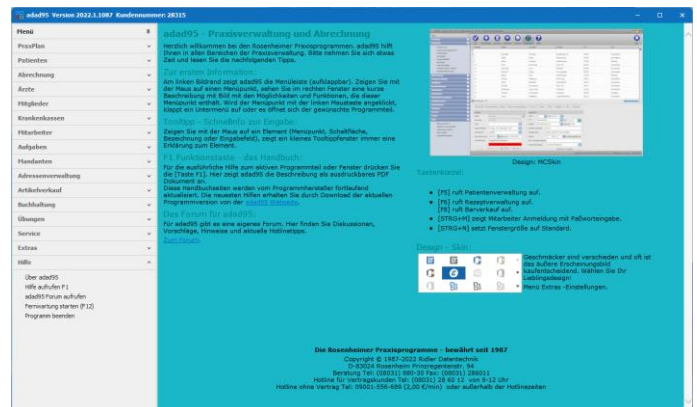 adad95 Version 2022.1.1087 Kundennummer: 28315
Menü
PraxPlan
Patienten
Abrechnung
Ärzte
Mitglieder
Krankenkassen
Mitarbeiter
Aufgaben
Mandanten
Adressenverwaltung
Artikelverkauf
Buchhaltung
Übungen
Service
Extras
Hilfe
Über adad95
Hilfe aufrufen F1
adad95 Forum aufrufen
Fernwartung starten (F12)
Programm beenden
adad95 - Praxisverwaltung und Abrechnung
Herzlich willkommen bei den Rosenheimer Praxisprogrammen. adad95 hilft
Ihnen in allen Bereichen der Praxisverwaltung. Bitte nehmen Sie sich etwas
Zeit und lesen Sie die nachfolgenden Tipps.
Zur ersten Information:
Am linken Bildrand zeigt adad95 die Menüleiste (aufklappbar). Zeigen Sie mit
der Maus auf einen Menüpunkt, sehen Sie im rechten Fenster eine kurze
Beschreibung mit Bild mit den Möglichkeiten und Funktionen, die dieser
Menüpunkt enthält. Wird der Menüpunkt mit der linken Maustaste angeklickt,
klappt ein Untermenü auf oder es öffnet sich der gewünschte Programmteil.
Tooltipp - Schnellinfo zur Eingabe:
Zeigen Sie mit der Maus auf ein Element (Menüpunkt, Schaltfläche,
Bezeichnung oder Eingabefeld), zeigt ein kleines Tooltippfenster immer eine
Erklärung zum Element.
F1 Funktionstaste - das Handbuch:
Für die ausführliche Hilfe zum aktiven Programmteil oder Fenster drücken Sie
die [Taste F1]. Hier zeigt adad95 die Beschreibung als ausdruckbares PDF
Dokument an.
Diese Handbuchseiten werden vom Programmhersteller fortlaufend
aktualisiert. Die neuesten Hilfen erhalten Sie durch Download der aktuellen
Programmversion von der adad95 Webseite.
Das Forum für adad95:
Für adad95 gibt es eine eigenes Forum. Hier finden Sie Diskussionen,
Vorschläge, Hinweise und aktuelle Hotlinetipps.
Zum Forum.
Design: MCSkin
Tastenkürzel:
[F5] ruft Patientenverwaltung auf.
[F6] ruft Rezeptverwaltung auf.
[F8] ruft Barverkauf auf.
[STRG+M] zeigt Mitarbeiter Anmeldung mit Paßworteingabe.
[STRG+N] setzt Fenstergröße auf Standard.
Design - Skin:
Geschmäcker sind verschieden und oft ist
das äußere Erscheinungsbild
kaufentscheidend. Wählen Sie Ihr
Lieblingsdesign!
Menü Extras -Einstellungen.
Die Rosenheimer Praxisprogramme - bewährt seit 1987
Copyright © 1987-2022 Ridler Datentechnik
D-83024 Rosenheim Prinzregentenstr. 94
Beratung Tel: (08031) 880-30 Fax: (08031) 286011
Hotline für Vertragskunden Tel: (08031) 28 60 12 von 9-12 Uhr
Hotline ohne Vertrag Tel: 09001-556-689 (2,00 €/min) oder außerhalb der Hotlinezeiten